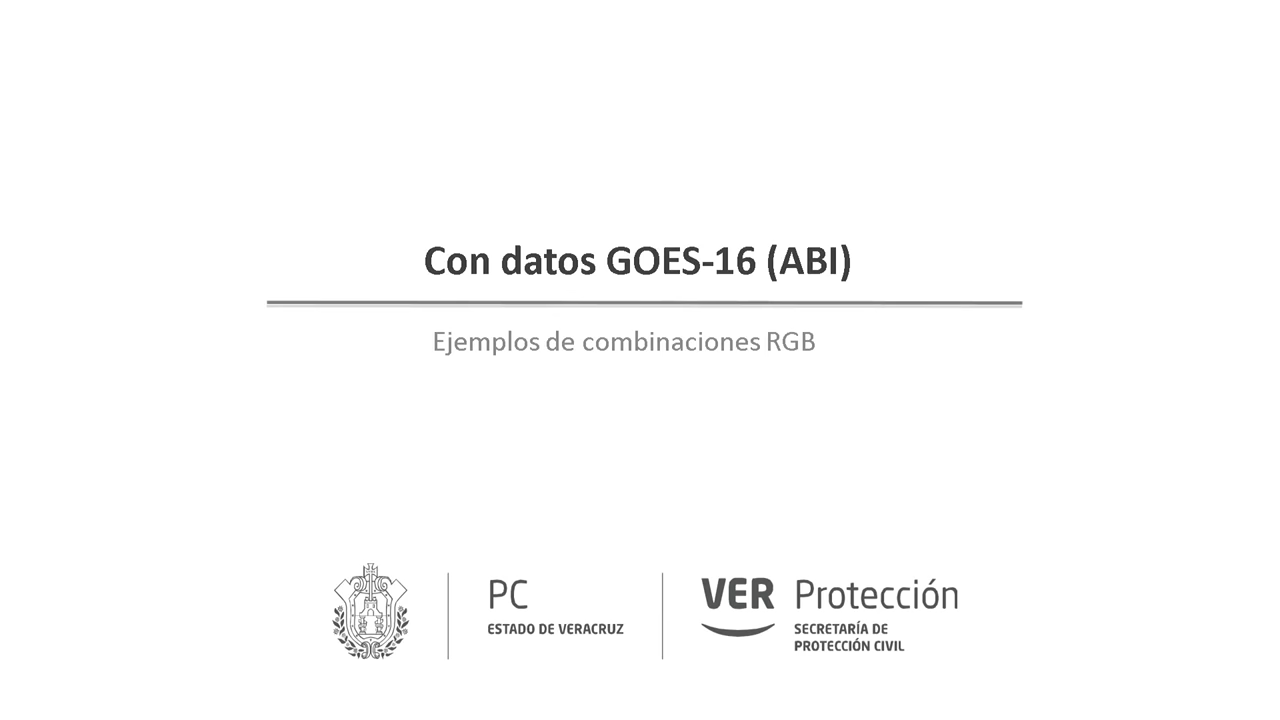 Con datos GOES-16 (ABI)
Ejemplos de combinaciones RGB
PC
ESTADO DE VERACRUZ
VER Protección
SECRETARÍA DE
PROTECCIÓN CIVIL